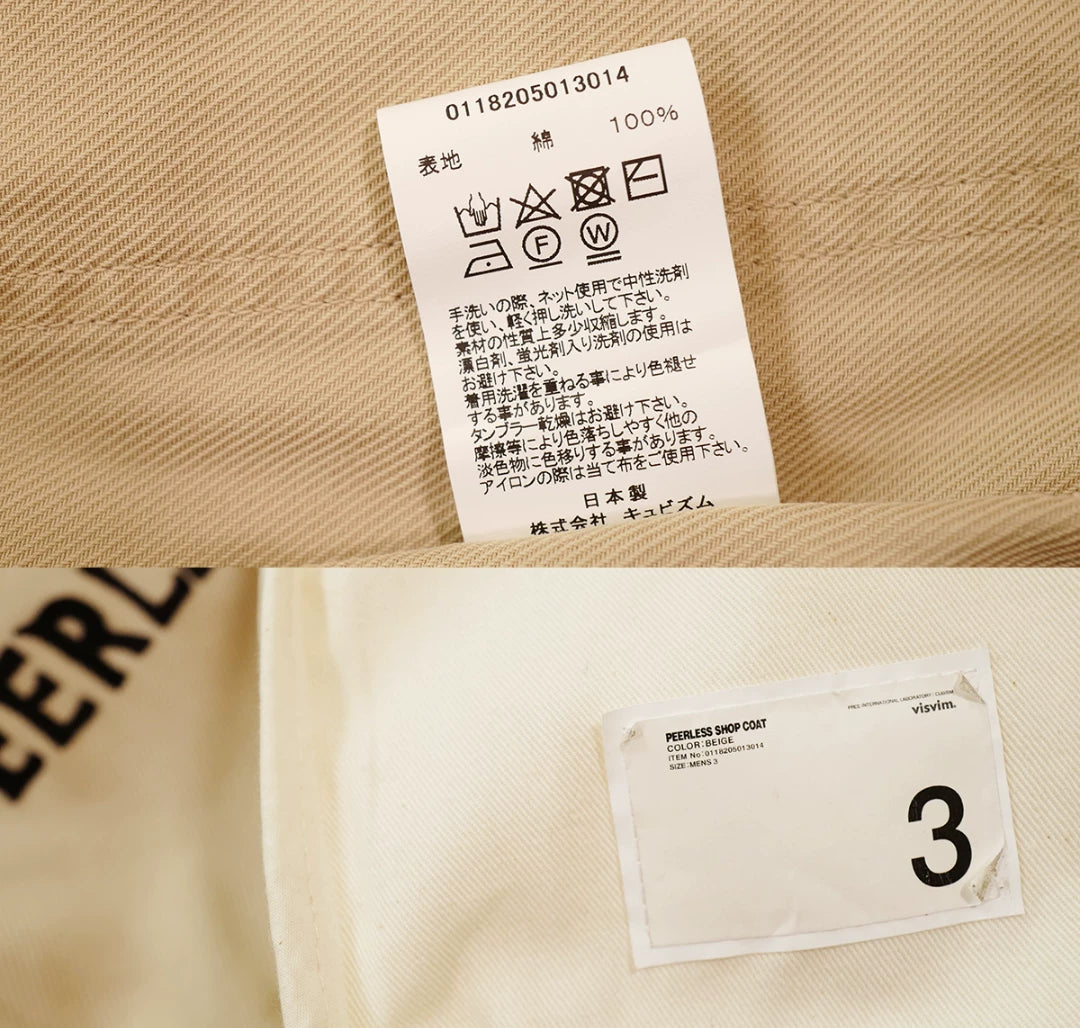 0118205013014
表地 綿 100%
F W
手洗いの際、ネット使用で中性洗剤
を使い、軽く押し洗いして下さい。
素材の性質上多少収縮します。
漂白剤、蛍光剤入り洗剤の使用は
お避け下さい。
着用洗濯を重ねる事により色褪せ
する事があります。
タンブラー乾燥はお避け下さい。
摩擦等により色落ちしやすく他の
淡色物に色移りする事があります。
アイロンの際は当て布をご使用下さい。
日本製
株式会社 キュビズム
EERL
FREE INTERNATIONAL LABORATORY / CUBISM
visvim.
PEERLESS SHOP COAT
COLOR:BEIGE
ITEM No:0118205013014
SIZE:MENS 3
3